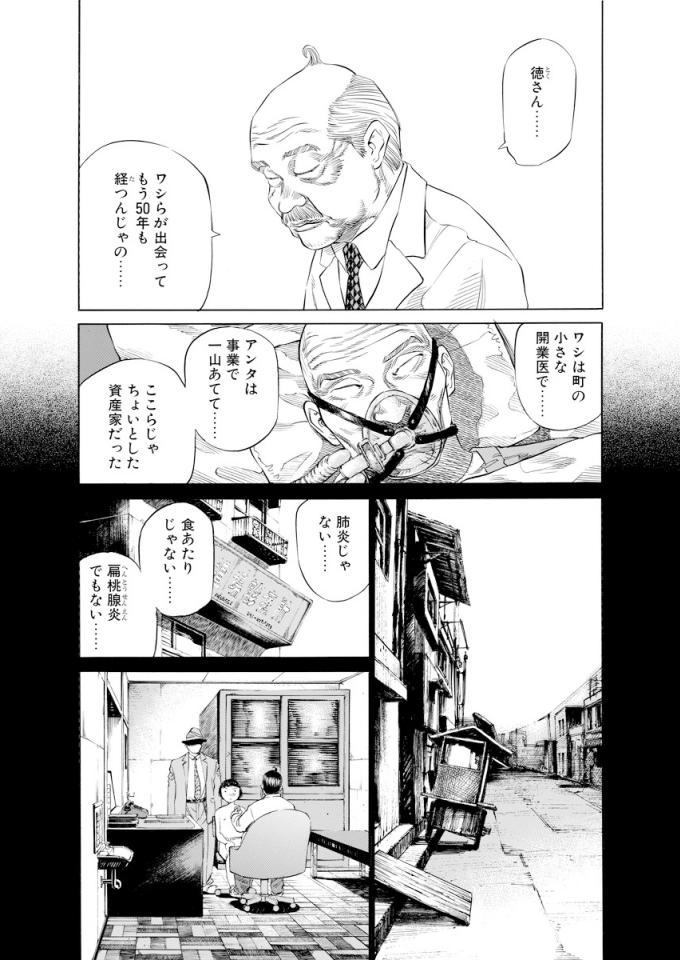 徳さん……
ワシらが出会って
もう50年も
経つんじゃの……
ワシは町の
小さな
開業医で……
アンタは
事業で
一山あてて……
ここらじゃ
ちょいとした
資産家だった
肺炎じゃ
ない……
食あたり
じゃない……
扁桃腺炎
でもない……